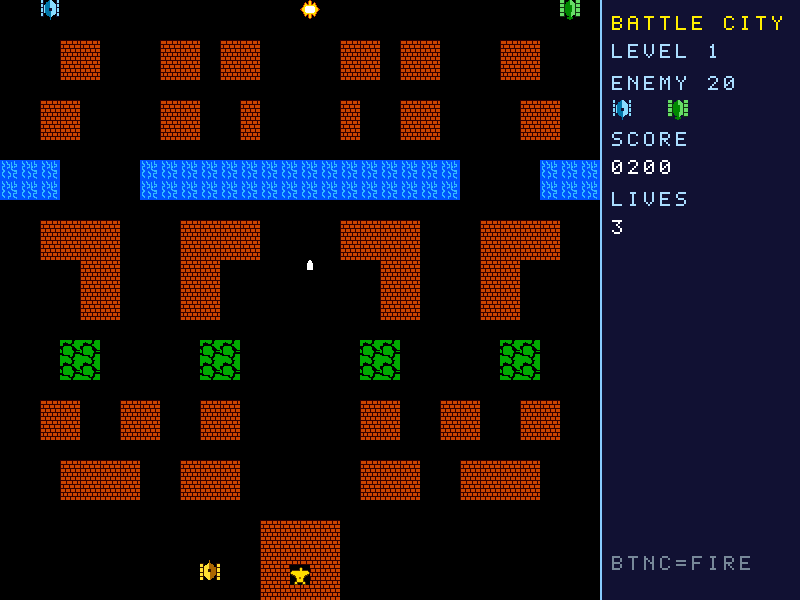 BATTLE CITY
LEVEL 1
ENEMY 20
SCORE
0200
LIVES
3
BTNC=FIRE